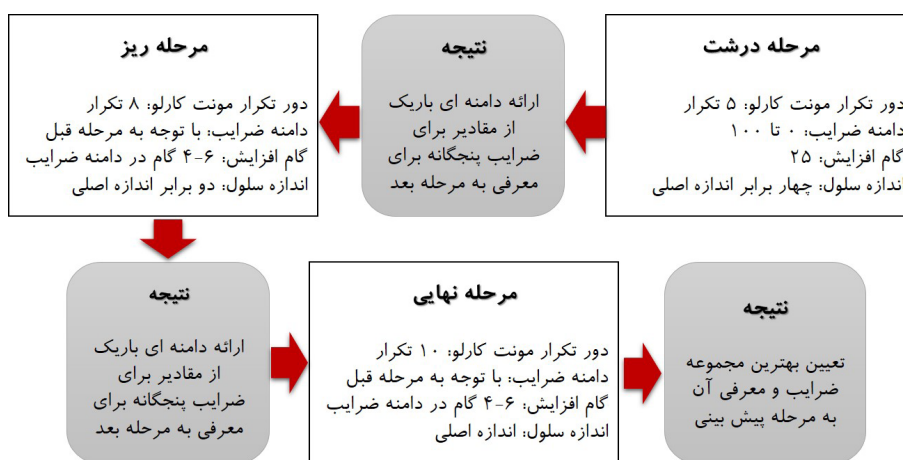 مرحله درشت
دور تکرار مونت کارلو: ۵ تکرار
دامنه ضرایب: ۰ تا ۱۰۰
گام افزایش: ۲۵
اندازه سلول: چهار برابر اندازه اصلی
نتیجه
ارائه دامنه ای باریک
از مقادیر برای
ضرایب پنجگانه برای
معرفی به مرحله بعد
مرحله ریز
دور تکرار مونت کارلو: ۸ تکرار
دامنه ضرایب: با توجه به مرحله قبل
گام افزایش: ۶-۴ گام در دامنه ضرایب
اندازه سلول: دو برابر اندازه اصلی
نتیجه
ارائه دامنه ای باریک
از مقادیر برای
ضرایب پنجگانه برای
معرفی به مرحله بعد
مرحله نهایی
دور تکرار مونت کارلو: ۱۰ تکرار
دامنه ضرایب: با توجه به مرحله قبل
گام افزایش: ۶-۴ گام در دامنه ضرایب
اندازه سلول: اندازه اصلی
نتیجه
تعیین بهترین مجموعه
ضرایب و معرفی آن
به مرحله پیش بینی